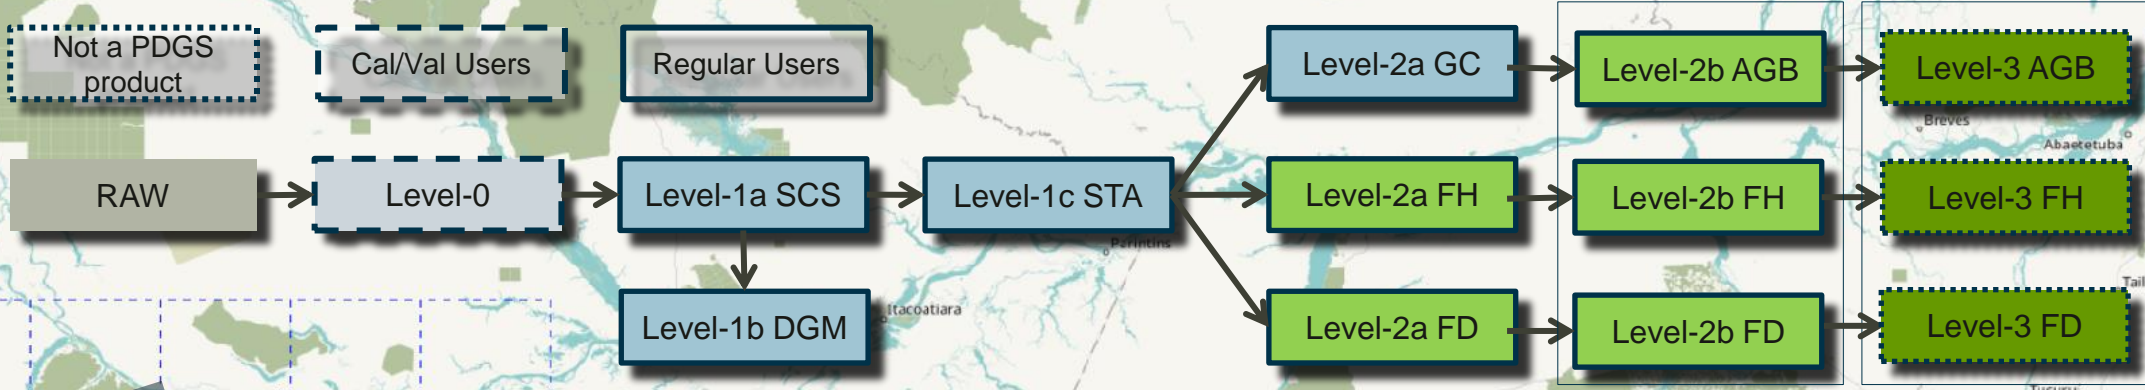 Not a PDGS
product
Cal/Val Users
Regular Users
Level-2a GC
Level-2b AGB
Level-3 AGB
Breves
Abaetetuba
RAW
Level-0
Level-1a SCS
Level-1c STA
Level-2a FH
Level-2b FH
Level-3 FH
Parintins
Itacoatiara
Tail
Level-1b DGM
Level-2a FD
Level-2b FD
Level-3 FD